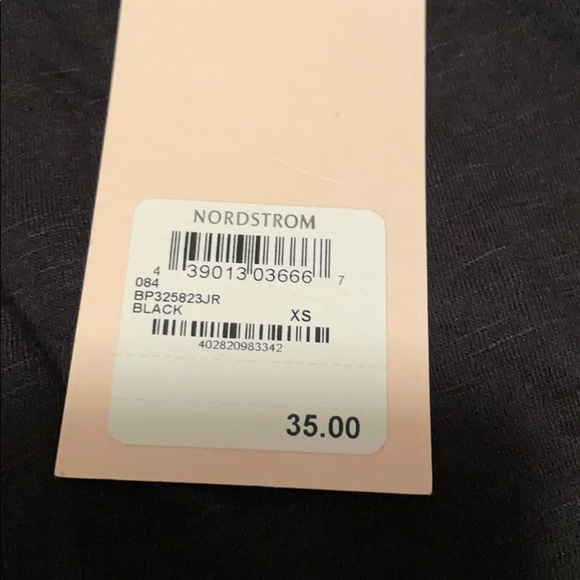 NORDSTROM
4 39013 03666 7
084
BP325823JR
BLACK XS
402820983342
35.00